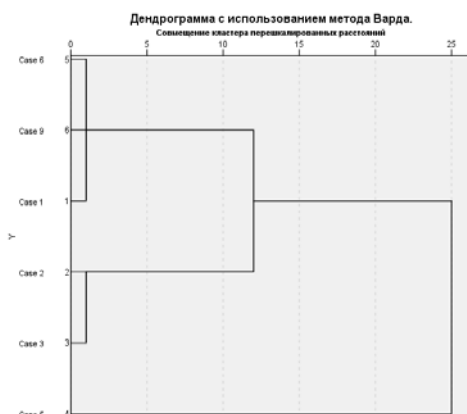 Дендрограмма с использованием метода Варда.
Совмещение кластера перешкалированных расстояний
0 5 10 15 20 25
Case 6 5
Case 9 6
Case 1 1
Y
Case 2 2
Case 3 3